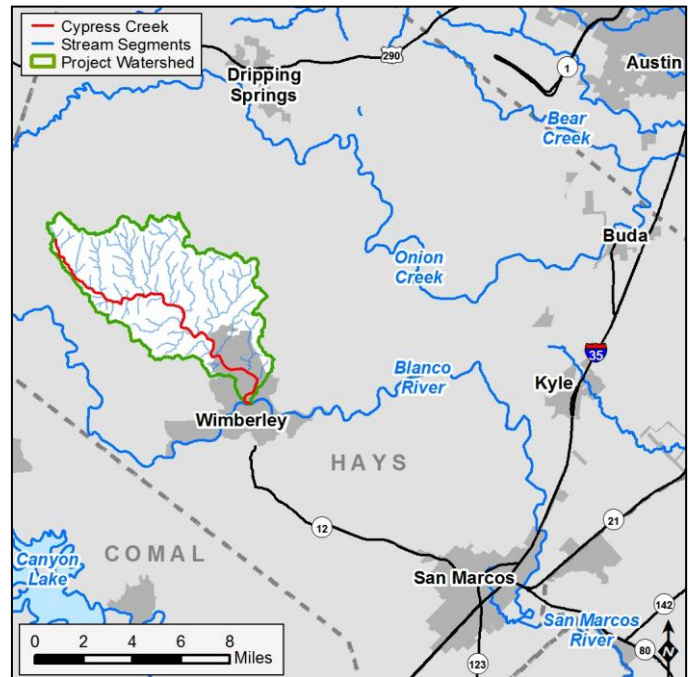 Cypress Creek
Stream Segments
Project Watershed
290
Dripping
Springs
1
Austin
Bear
Creek
Buda
Onion
Creek
35
Blanco
River
Kyle
Wimberley
HAYS
12
21
COMAL
Canyon
Lake
San Marcos
San Marcos
River
142
80
123
0 2 4 6 8
Miles
N